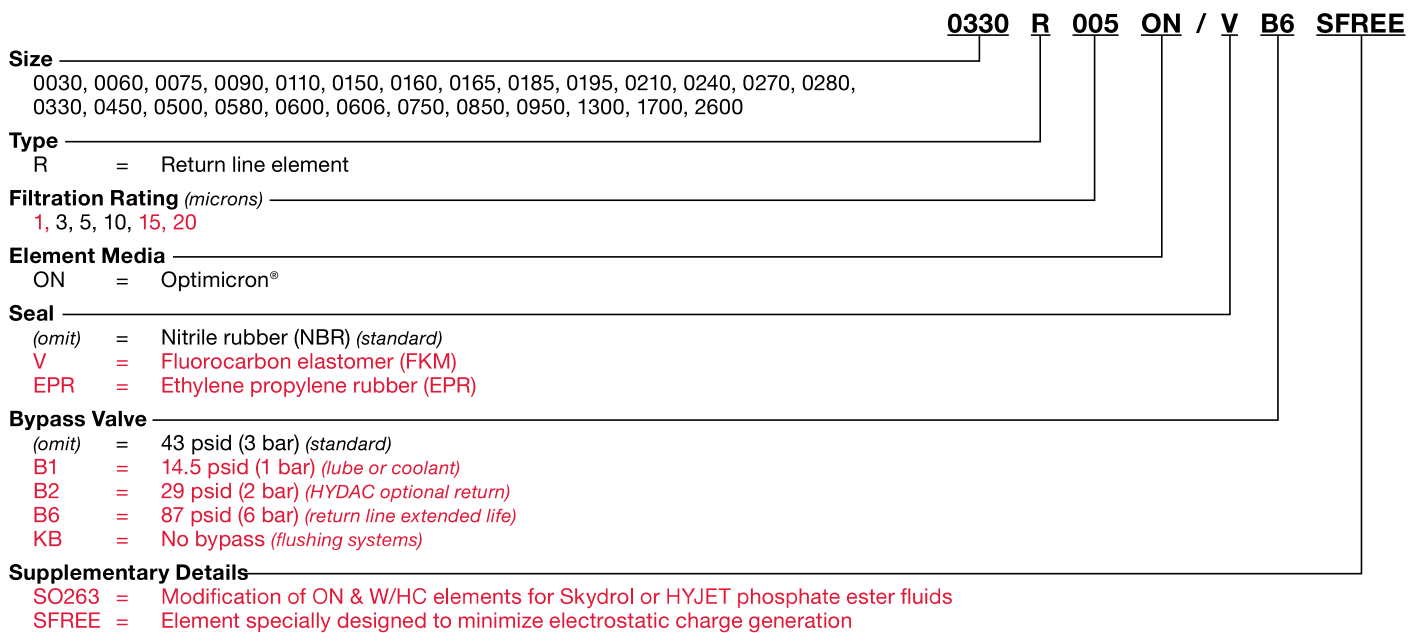 0330 R 005 ON / V B6 SFREE
Size
0030, 0060, 0075, 0090, 0110, 0150, 0160, 0165, 0185, 0195, 0210, 0240, 0270, 0280,
0330, 0450, 0500, 0580, 0600, 0606, 0750, 0850, 0950, 1300, 1700, 2600
Type
R = Return line element
Filtration Rating (microns)
1, 3, 5, 10, 15, 20
Element Media
ON = Optimicron®
Seal
(omit) = Nitrile rubber (NBR) (standard)
V = Fluorocarbon elastomer (FKM)
EPR = Ethylene propylene rubber (EPR)
Bypass Valve
(omit) = 43 psid (3 bar) (standard)
B1 = 14.5 psid (1 bar) (lube or coolant)
B2 = 29 psid (2 bar) (HYDAC optional return)
B6 = 87 psid (6 bar) (return line extended life)
KB = No bypass (flushing systems)
Supplementary Details
SO263 = Modification of ON & W/HC elements for Skydrol or HYJET phosphate ester fluids
SFREE = Element specially designed to minimize electrostatic charge generation